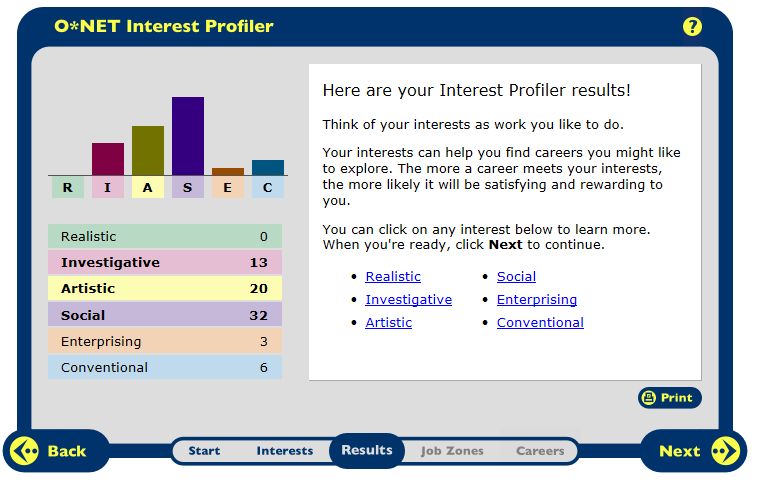 O*NET Interest Profiler
?
R I A S E C
Realistic 0
Investigative 13
Artistic 20
Social 32
Enterprising 3
Conventional 6
Here are your Interest Profiler results!
Think of your interests as work you like to do.
Your interests can help you find careers you might like
to explore. The more a career meets your interests,
the more likely it will be satisfying and rewarding to
you.
You can click on any interest below to learn more.
When you're ready, click Next to continue.
• Realistic
• Investigative
• Artistic
• Social
• Enterprising
• Conventional
Print
Back
Start Interests Results Job Zones Careers
Next